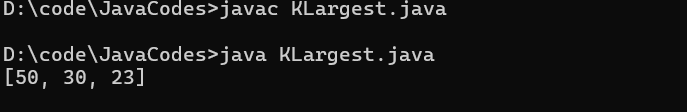 D:\code\JavaCodes>javac KLargest.java
D:\code\JavaCodes>java KLargest.java
[50, 30, 23]